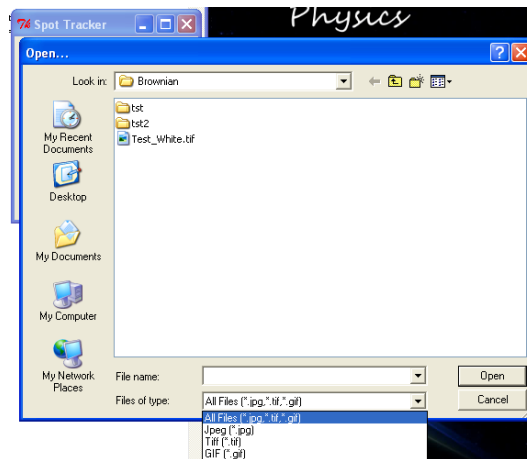 Physics
Spot Tracker
Open...
Look in:
Brownian
tst
tst2
Test_White.tif
My Recent
Documents
Desktop
My Documents
My Computer
My Network
Places
File name:
Open
Files of type:
All Files (*.jpg,*.tif,*.gif)
Cancel
All Files (*.jpg,*.tif,*.gif)
Jpeg (*.jpg)
Tiff (*.tif)
GIF (*.gif)